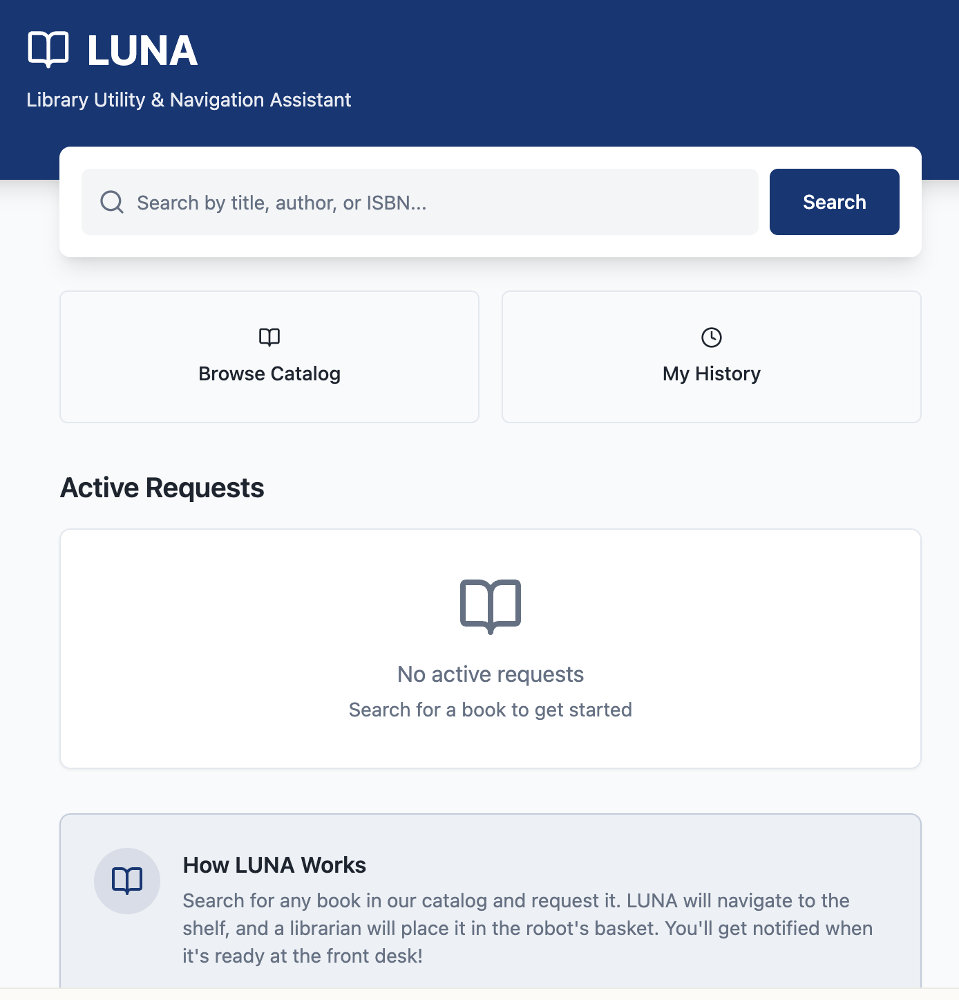 LUNA
Library Utility & Navigation Assistant
Search by title, author, or ISBN...
Search
Browse Catalog
My History
Active Requests
No active requests
Search for a book to get started
How LUNA Works
Search for any book in our catalog and request it. LUNA will navigate to the
shelf, and a librarian will place it in the robot's basket. You'll get notified when
it's ready at the front desk!